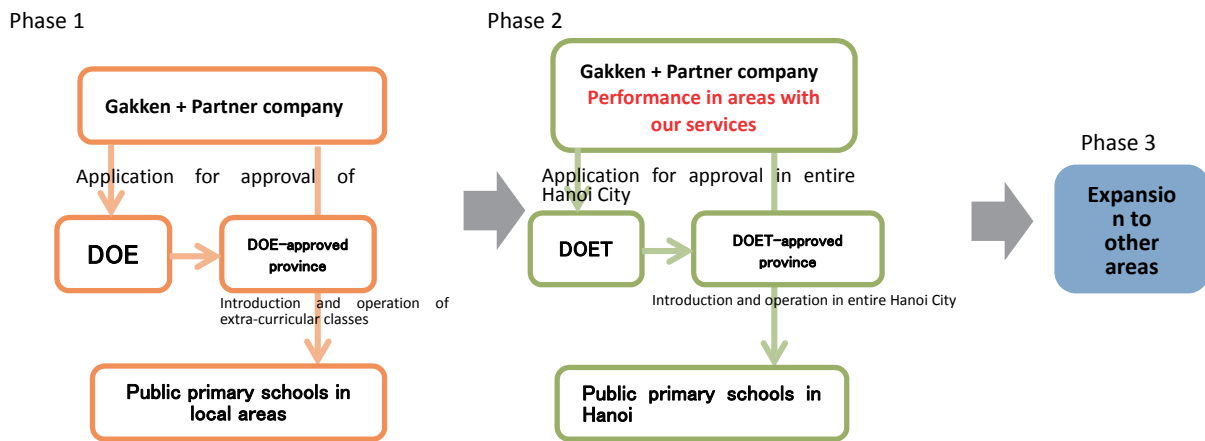 Phase 1
Gakken + Partner company
Application for approval of
DOE
DOE-approved
province
Introduction and operation of
extra-curricular classes
Public primary schools in
local areas
Phase 2
Gakken + Partner company
Performance in areas with
our services
Application for approval in entire
Hanoi City
DOET
DOET-approved
province
Introduction and operation in entire Hanoi City
Public primary schools in
Hanoi
Phase 3
Expansio
n to
other
areas